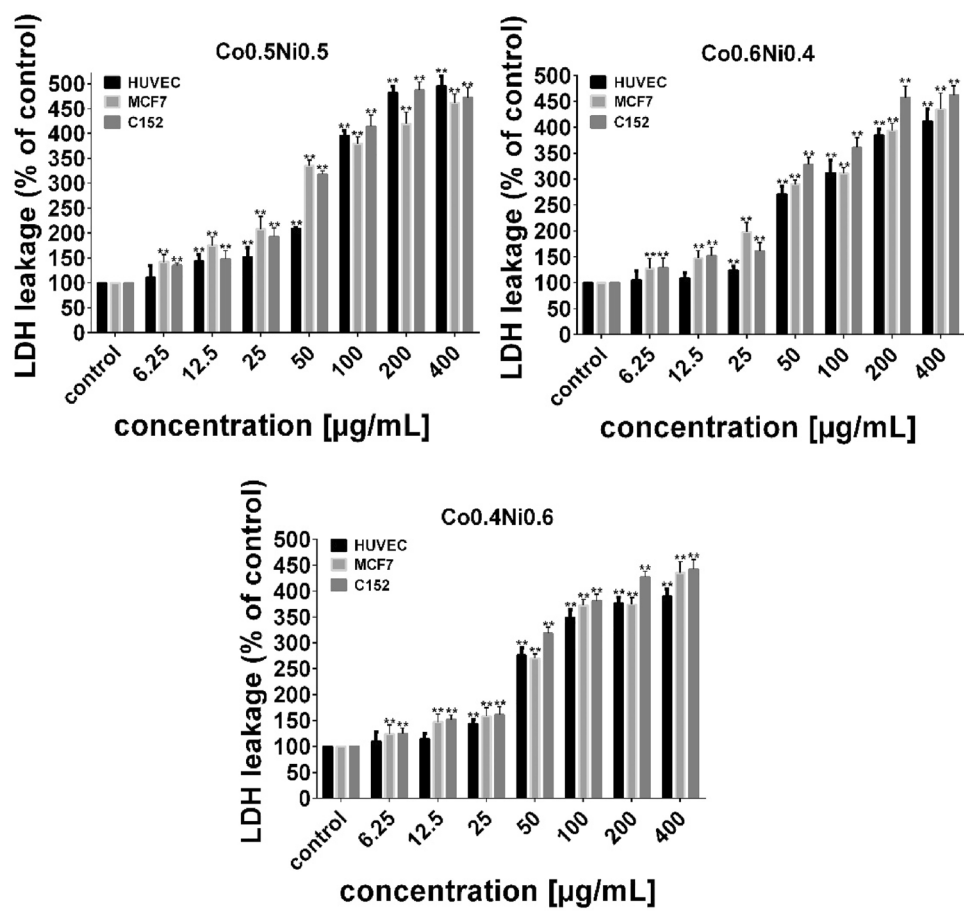 Co0.5Ni0.5
LDH leakage (% of control)
500
450
400
350
300
250
200
150
100
50
0
HUVEC
MCF7
C152
** **
** ** **
** ** **
** ** **
** ** **
** ** **
** ** **
control 6.25 12.5 25 50 100 200 400
concentration [µg/mL]
Co0.6Ni0.4
LDH leakage (% of control)
500
450
400
350
300
250
200
150
100
50
0
HUVEC
MCF7
C152
** **
** **
** ** **
** ** **
** ** **
** ** **
** ** **
control 6.25 12.5 25 50 100 200 400
concentration [µg/mL]
Co0.4Ni0.6
LDH leakage (% of control)
500
450
400
350
300
250
200
150
100
50
0
HUVEC
MCF7
C152
** **
** **
** ** **
** ** **
** ** **
** ** **
** ** **
control 6.25 12.5 25 50 100 200 400
concentration [µg/mL]